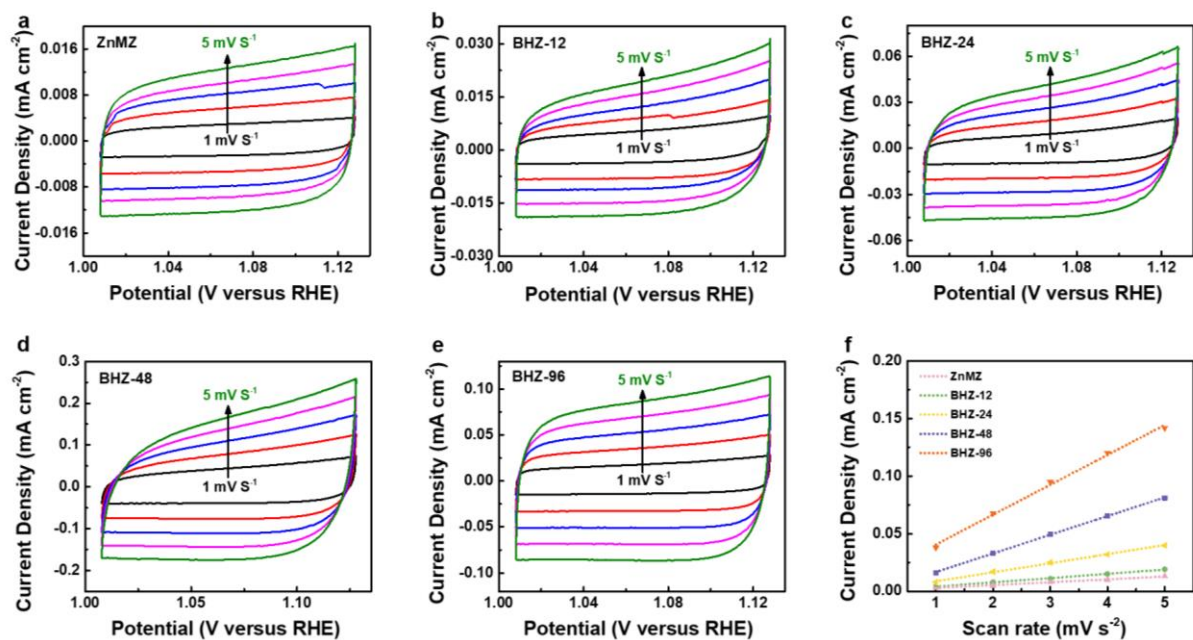 a
ZnMZ
5 mV S⁻¹
1 mV S⁻¹
0.016
0.008
0.000
-0.008
-0.016
1.00
1.04
1.08
1.12
Current Density (mA cm⁻²)
Potential (V versus RHE)
b
BHZ-12
5 mV S⁻¹
1 mV S⁻¹
0.030
0.015
0.000
-0.015
-0.030
1.00
1.04
1.08
1.12
Current Density (mA cm⁻²)
Potential (V versus RHE)
c
BHZ-24
5 mV S⁻¹
1 mV S⁻¹
0.06
0.03
0.00
-0.03
-0.06
1.00
1.04
1.08
1.12
Current Density (mA cm⁻²)
Potential (V versus RHE)
d
BHZ-48
5 mV S⁻¹
1 mV S⁻¹
0.3
0.2
0.1
0.0
-0.1
-0.2
1.00
1.05
1.10
Current Density (mA cm⁻²)
Potential (V versus RHE)
e
BHZ-96
5 mV S⁻¹
1 mV S⁻¹
0.10
0.05
0.00
-0.05
-0.10
1.00
1.04
1.08
1.12
Current Density (mA cm⁻²)
Potential (V versus RHE)
f
ZnMZ
BHZ-12
BHZ-24
BHZ-48
BHZ-96
0.20
0.15
0.10
0.05
0.00
1
2
3
4
5
Current Density (mA cm⁻²)
Scan rate (mV s⁻²)